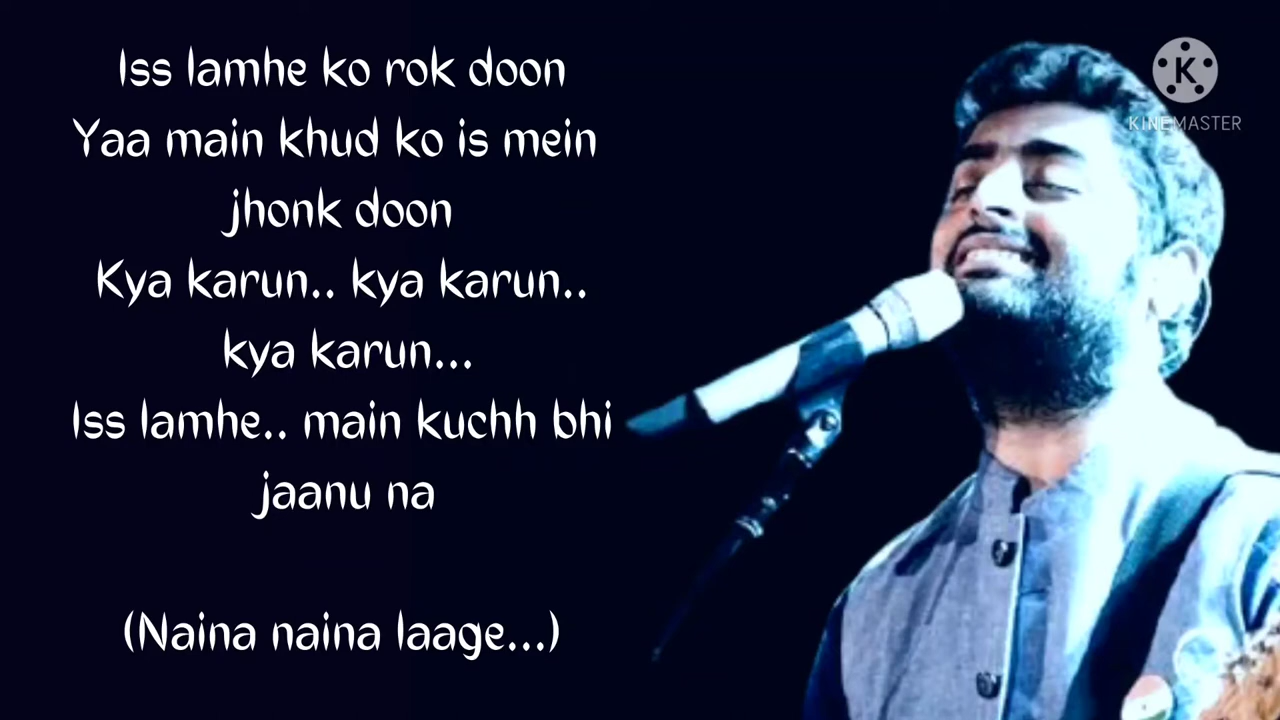 Iss lamhe ko rok doon
Yaa main khud ko is mein
jhonk doon
Kya karun.. kya karun..
kya karun...
Iss lamhe.. main kuchh bhi
jaanu na
(Naina naina laage...)
K
KINEMASTER